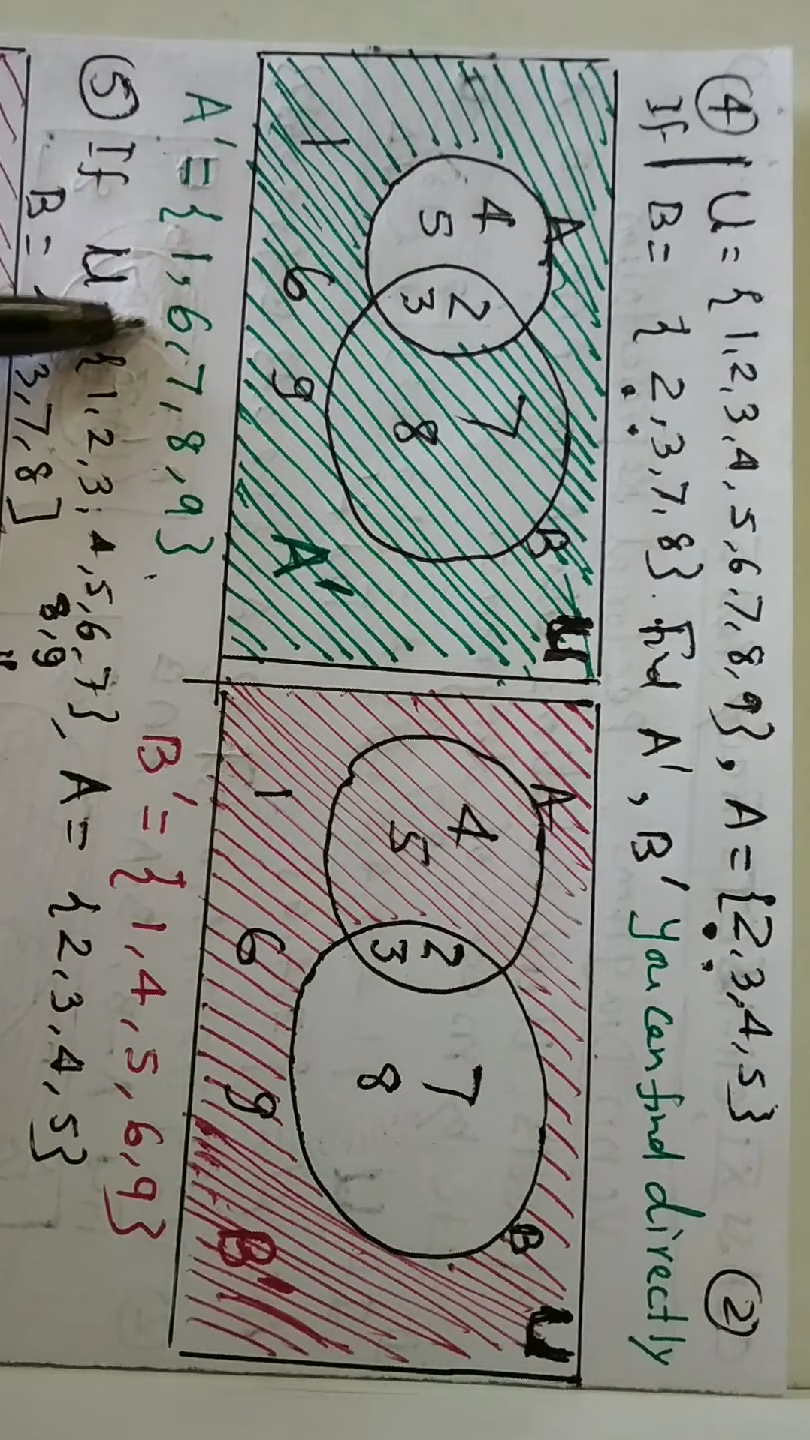 ②
④ U = {1,2,3,4,5,6,7,8,9}, A = {2,3,4,5}
If B = {2,3,7,8}. Find A', B' you can find directly
U
U
A
B
A
B
4
2
7
4
2
7
5
3
8
5
3
8
1
6
9
A'
1
6
9
B'
A' = {1,6,7,8,9}
B' = {1,4,5,6,9}
⑤ If U {1,2,3,4,5,6,7}, A = {2,3,4,5}
8,9
B = 3,7,8}